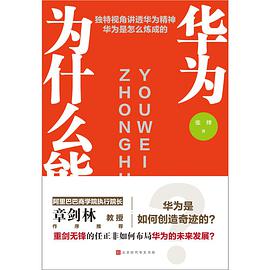 独特视角讲透华为精神
华为是怎么炼成的
华为
为什么能
YOUWEI
ZHONGHU
著
阿里巴巴商学院执行院长
章剑林 教授
作序推荐
华为是
如何创造奇迹的?
重剑无锋的任正非如何布局华为的未来发展?